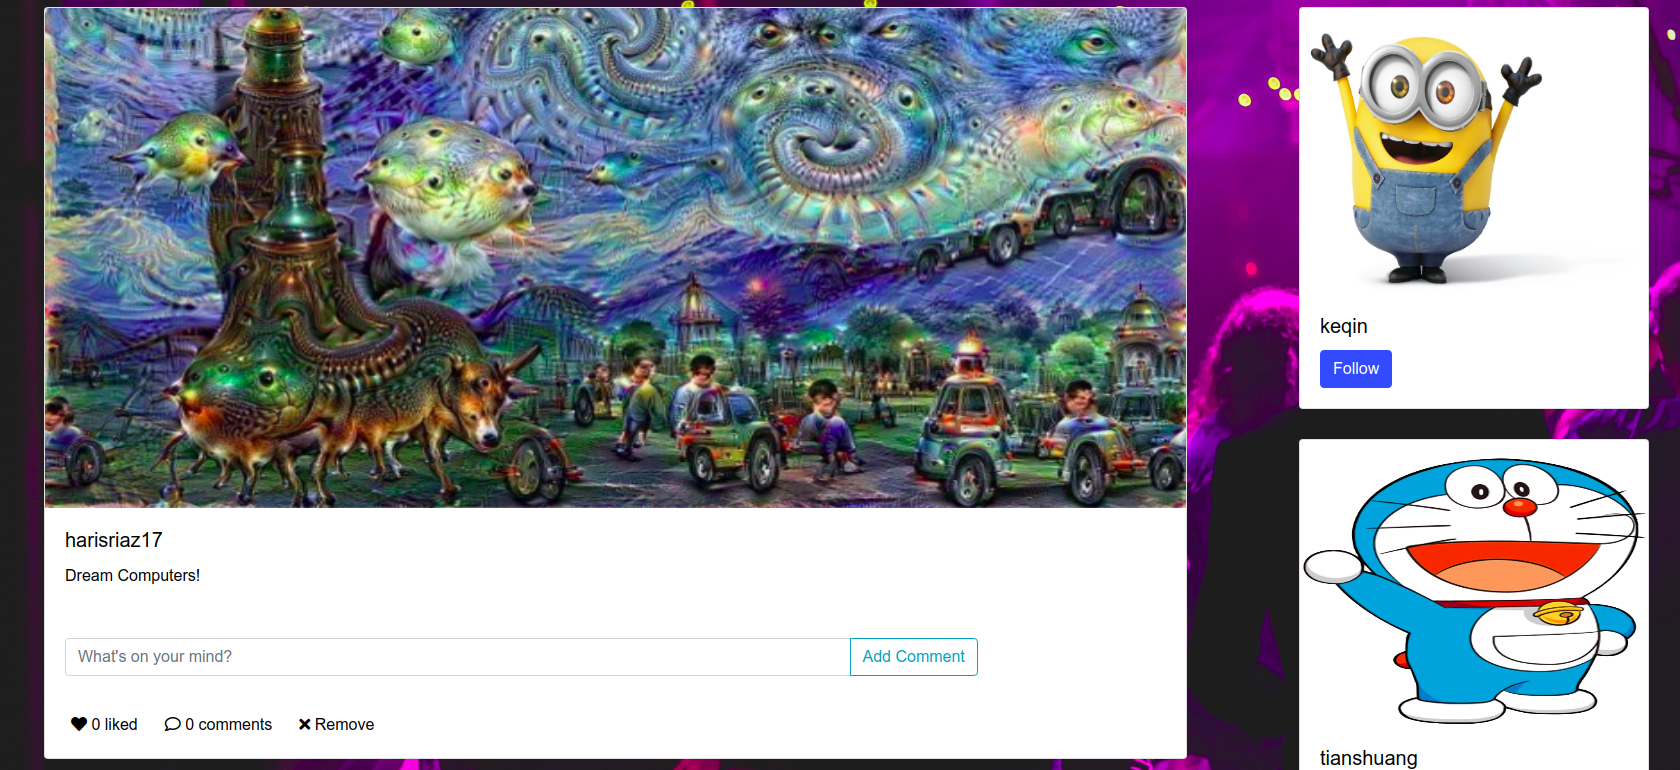 harisriaz17
Dream Computers!
What's on your mind?
Add Comment
0 liked
0 comments
Remove
keqin
Follow
tianshuang